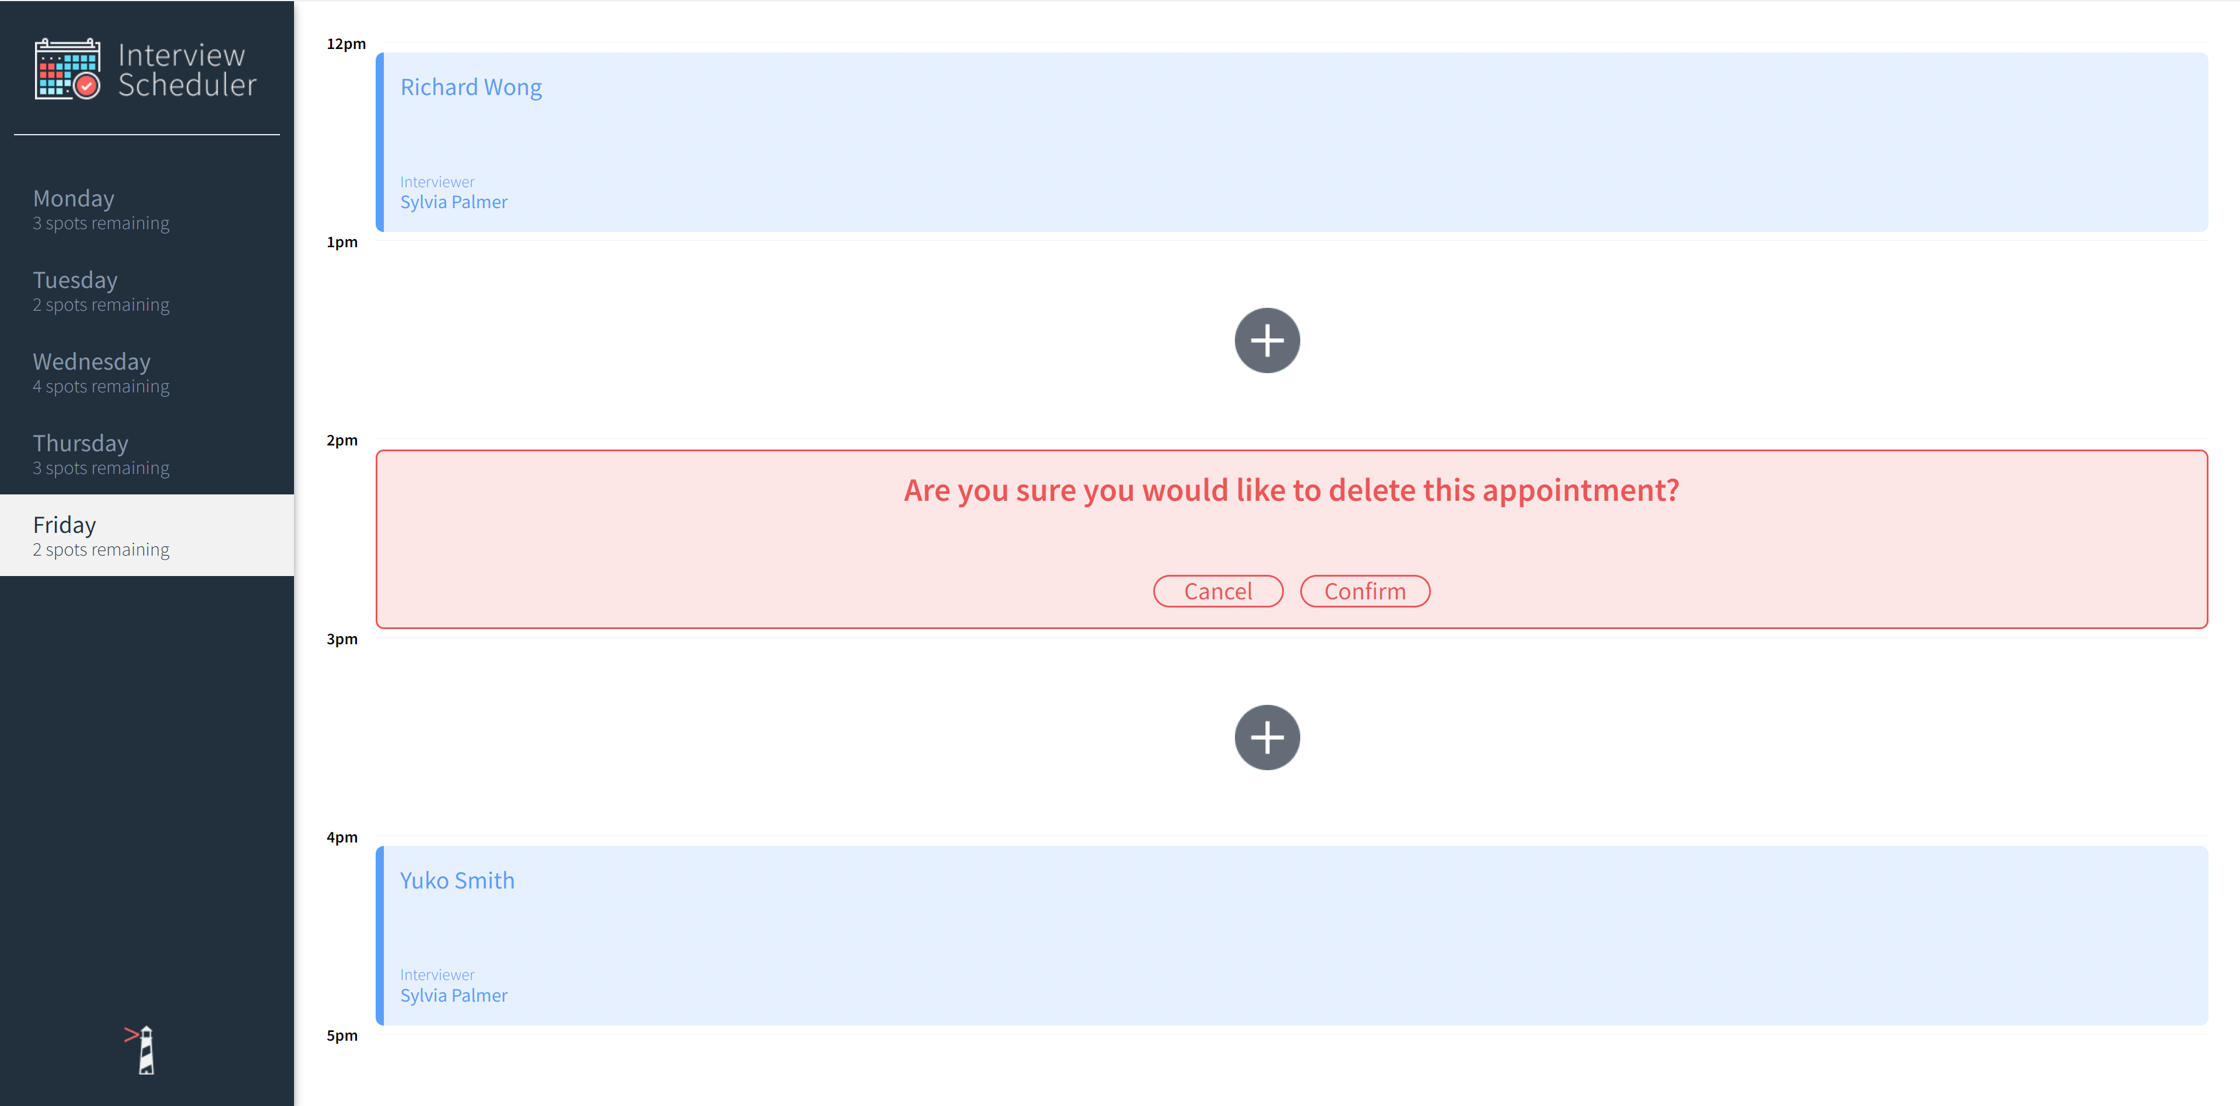 Interview
Scheduler
Monday
3 spots remaining
Tuesday
2 spots remaining
Wednesday
4 spots remaining
Thursday
3 spots remaining
Friday
2 spots remaining
12pm
Richard Wong
Interviewer
Sylvia Palmer
1pm
2pm
Are you sure you would like to delete this appointment?
Cancel Confirm
3pm
4pm
Yuko Smith
Interviewer
Sylvia Palmer
5pm